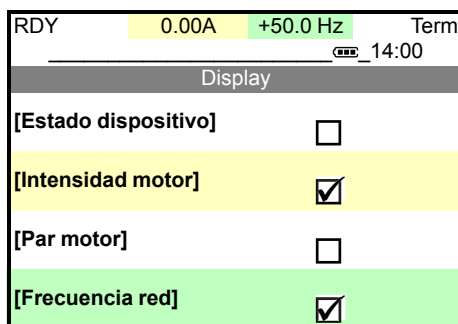 RDY 0.00A +50.0 Hz Term
14:00
Display
[Estado dispositivo]
[Intensidad motor]
[Par motor]
[Frecuencia red]